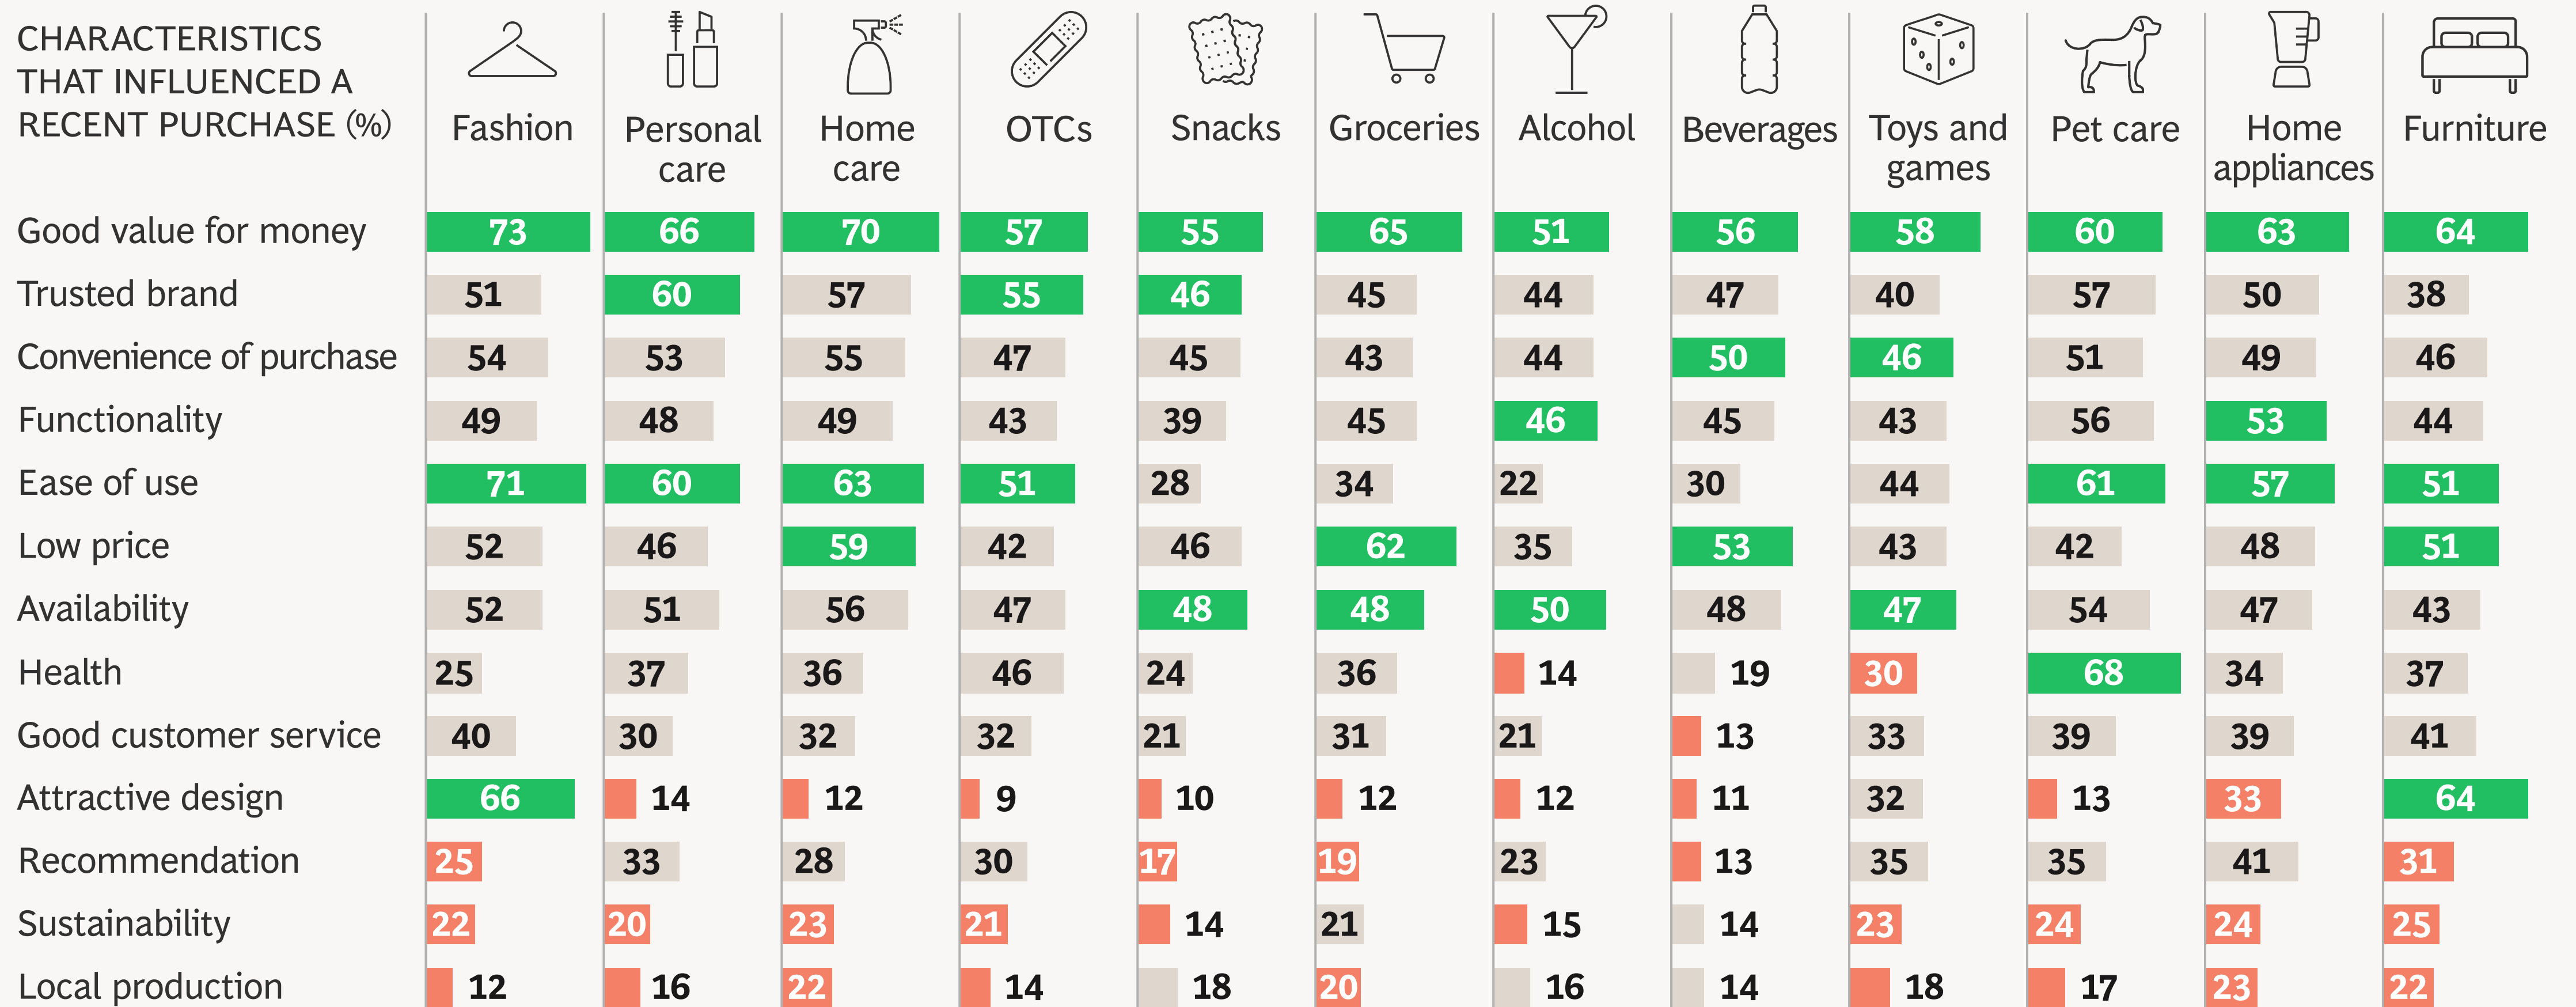 CHARACTERISTICS
THAT INFLUENCED A
RECENT PURCHASE (%)
Fashion
Personal
care
Home
care
OTCs
Snacks
Groceries
Alcohol
Beverages
Toys and
games
Pet care
Home
appliances
Furniture
Good value for money 73 66 70 57 55 65 51 56 58 60 63 64
Trusted brand 51 60 57 55 46 45 44 47 40 57 50 38
Convenience of purchase 54 53 55 47 45 43 44 50 46 51 49 46
Functionality 49 48 49 43 39 45 46 45 43 56 53 44
Ease of use 71 60 63 51 28 34 22 30 44 61 57 51
Low price 52 46 59 42 46 62 35 53 43 42 48 51
Availability 52 51 56 47 48 48 50 48 47 54 47 43
Health 25 37 36 46 24 36 14 19 30 68 34 37
Good customer service 40 30 32 32 21 31 21 13 33 39 39 41
Attractive design 66 14 12 9 10 12 12 11 32 13 33 64
Recommendation 25 33 28 30 17 19 23 13 35 35 41 31
Sustainability 22 20 23 21 14 21 15 14 23 24 24 25
Local production 12 16 22 14 18 20 16 14 18 17 23 22